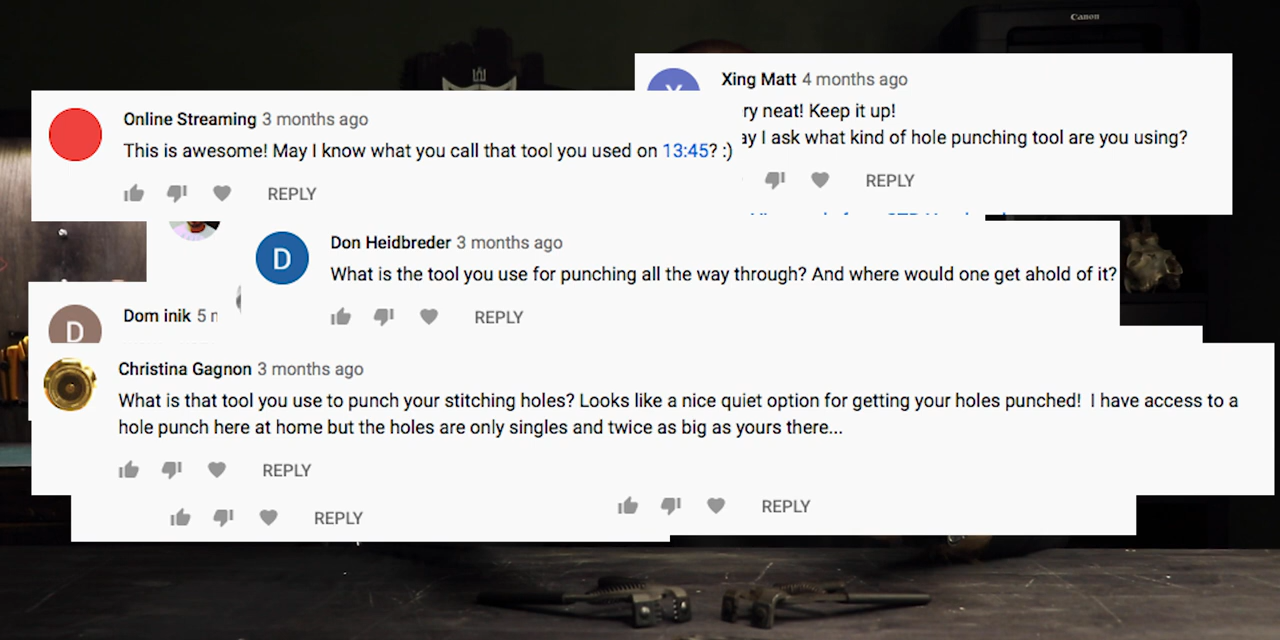 Canon
Xing Matt 4 months ago
ry neat! Keep it up!
ay I ask what kind of hole punching tool are you using?
REPLY
Online Streaming 3 months ago
This is awesome! May I know what you call that tool you used on 13:45? :)
REPLY
Don Heidbreder 3 months ago
What is the tool you use for punching all the way through? And where would one get ahold of it?
D
REPLY
Dom inik 5
D
Christina Gagnon 3 months ago
What is that tool you use to punch your stitching holes? Looks like a nice quiet option for getting your holes punched! I have access to a
hole punch here at home but the holes are only singles and twice as big as yours there...
REPLY
REPLY
REPLY